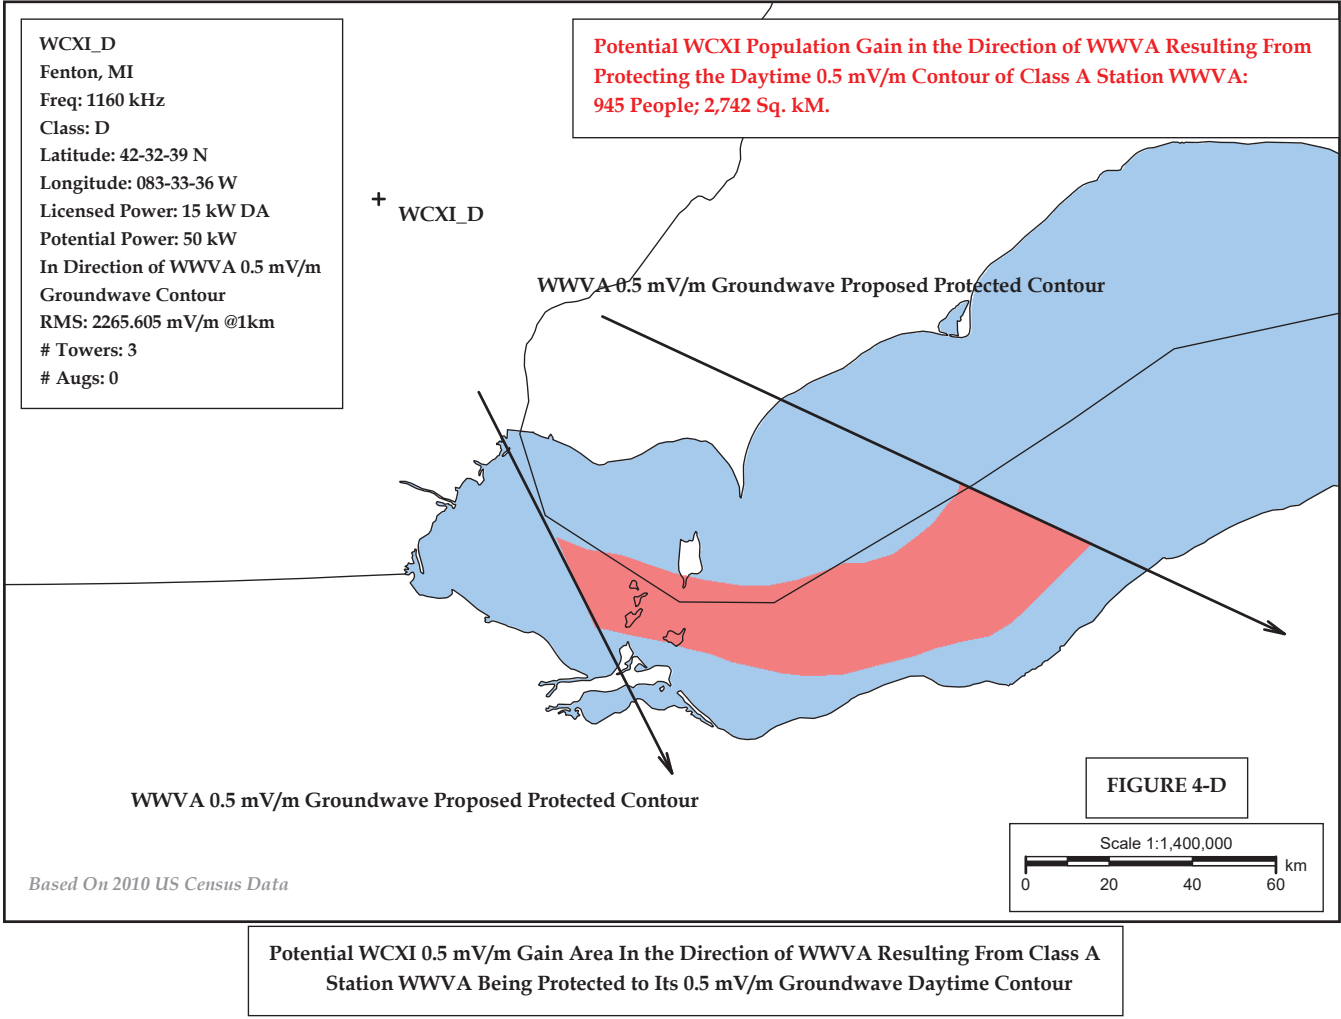 WCXI_D
Fenton, MI
Freq: 1160 kHz
Class: D
Latitude: 42-32-39 N
Longitude: 083-33-36 W
Licensed Power: 15 kW DA
Potential Power: 50 kW
In Direction of WWVA 0.5 mV/m
Groundwave Contour
RMS: 2265.605 mV/m @1km
# Towers: 3
# Augs: 0
Potential WCXI Population Gain in the Direction of WWVA Resulting From
Protecting the Daytime 0.5 mV/m Contour of Class A Station WWVA:
945 People; 2,742 Sq. kM.
WCXI_D
WWVA 0.5 mV/m Groundwave Proposed Protected Contour
WWVA 0.5 mV/m Groundwave Proposed Protected Contour
FIGURE 4-D
Scale 1:1,400,000
km
0 20 40 60
Based On 2010 US Census Data
Potential WCXI 0.5 mV/m Gain Area In the Direction of WWVA Resulting From Class A
Station WWVA Being Protected to Its 0.5 mV/m Groundwave Daytime Contour